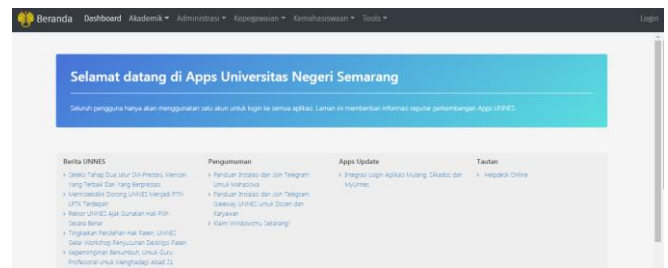 Beranda Dashboard Akademik Administrasi Kepegawaian Kemahasiswaan Tools Login
Selamat datang di Apps Universitas Negeri Semarang
Seluruh pengguna hanya akan menggunakan satu akun untuk login ke semua aplikasi. Laman ini memberikan informasi seputar perkembangan Apps UNNES.
Berita UNNES
Seleksi Tahap Dua Jalur SM-Prestasi, Mencari
Yang Terbaik Dari Yang Berprestasi
Memristekdikti Dorong UNNES Menjadi PTN
LPTK Terdepan
Rektor UNNES Ajak Gunakan Hak Pilih
Secara Benar
Tingkatkan Perolehan Hak Paten, UNNES
Gelar Workshop Penyusunan Deskripsi Paten
Kepemimpinan Bertumbuh, Untuk Guru
Profesional untuk Menghadapi Abad 21
Pengumuman
Panduan Instalasi dan Join Telegram
Untuk Mahasiswa
Panduan Instalasi dan Join Telegram
Gateway UNNES untuk Dosen dan
Karyawan
Klaim Windowsmu Sekarang!
Apps Update
Integrasi Login Aplikasi Mulang, Sikadoz dan
MyUnnes
Tautan
Helpdesk Online